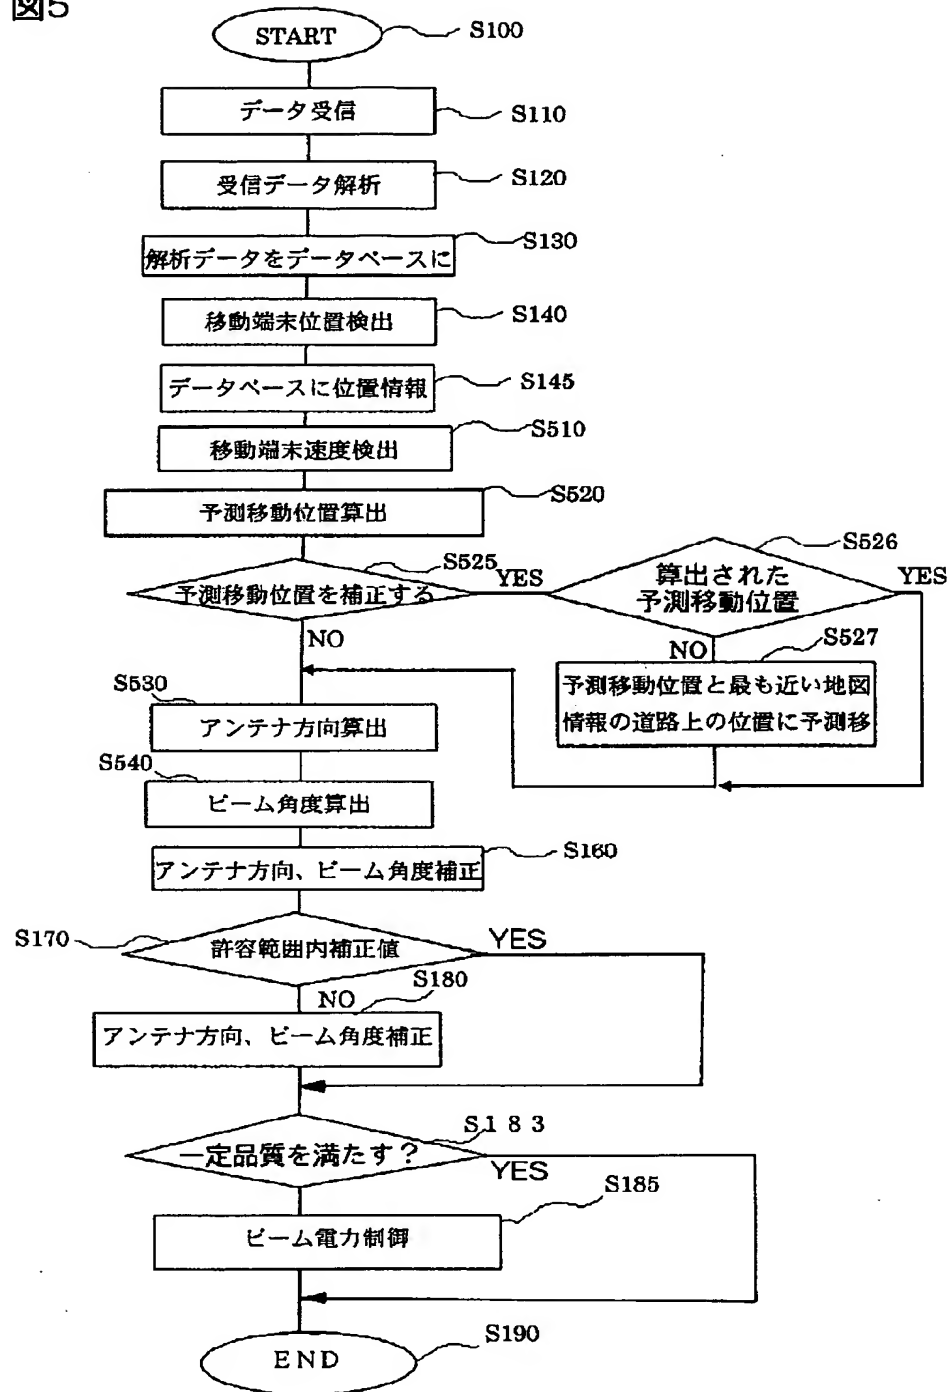 図5
START
S100
データ受信
S110
受信データ解析
S120
解析データをデータベースに
S130
移動端末位置検出
S140
データベースに位置情報
S145
移動端末速度検出
S510
予測移動位置算出
S520
予測移動位置を補正する
S525
YES
NO
算出された
予測移動位置
S526
YES
NO
S527
予測移動位置と最も近い地図
情報の道路上の位置に予測移
S530
アンテナ方向算出
S540
ビーム角度算出
アンテナ方向、ビーム角度補正
S160
S170
許容範囲内補正値
YES
NO
S180
アンテナ方向、ビーム角度補正
S183
一定品質を満たす?
YES
S185
ビーム電力制御
S190
END